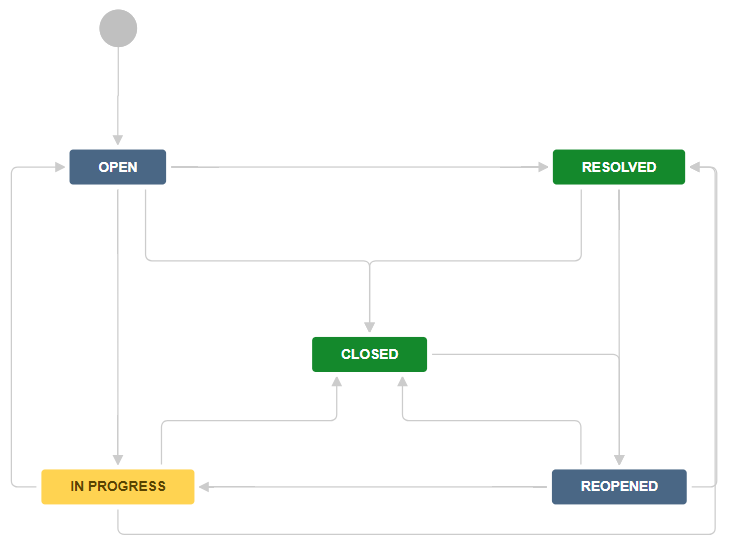 OPEN
RESOLVED
CLOSED
IN PROGRESS
REOPENED